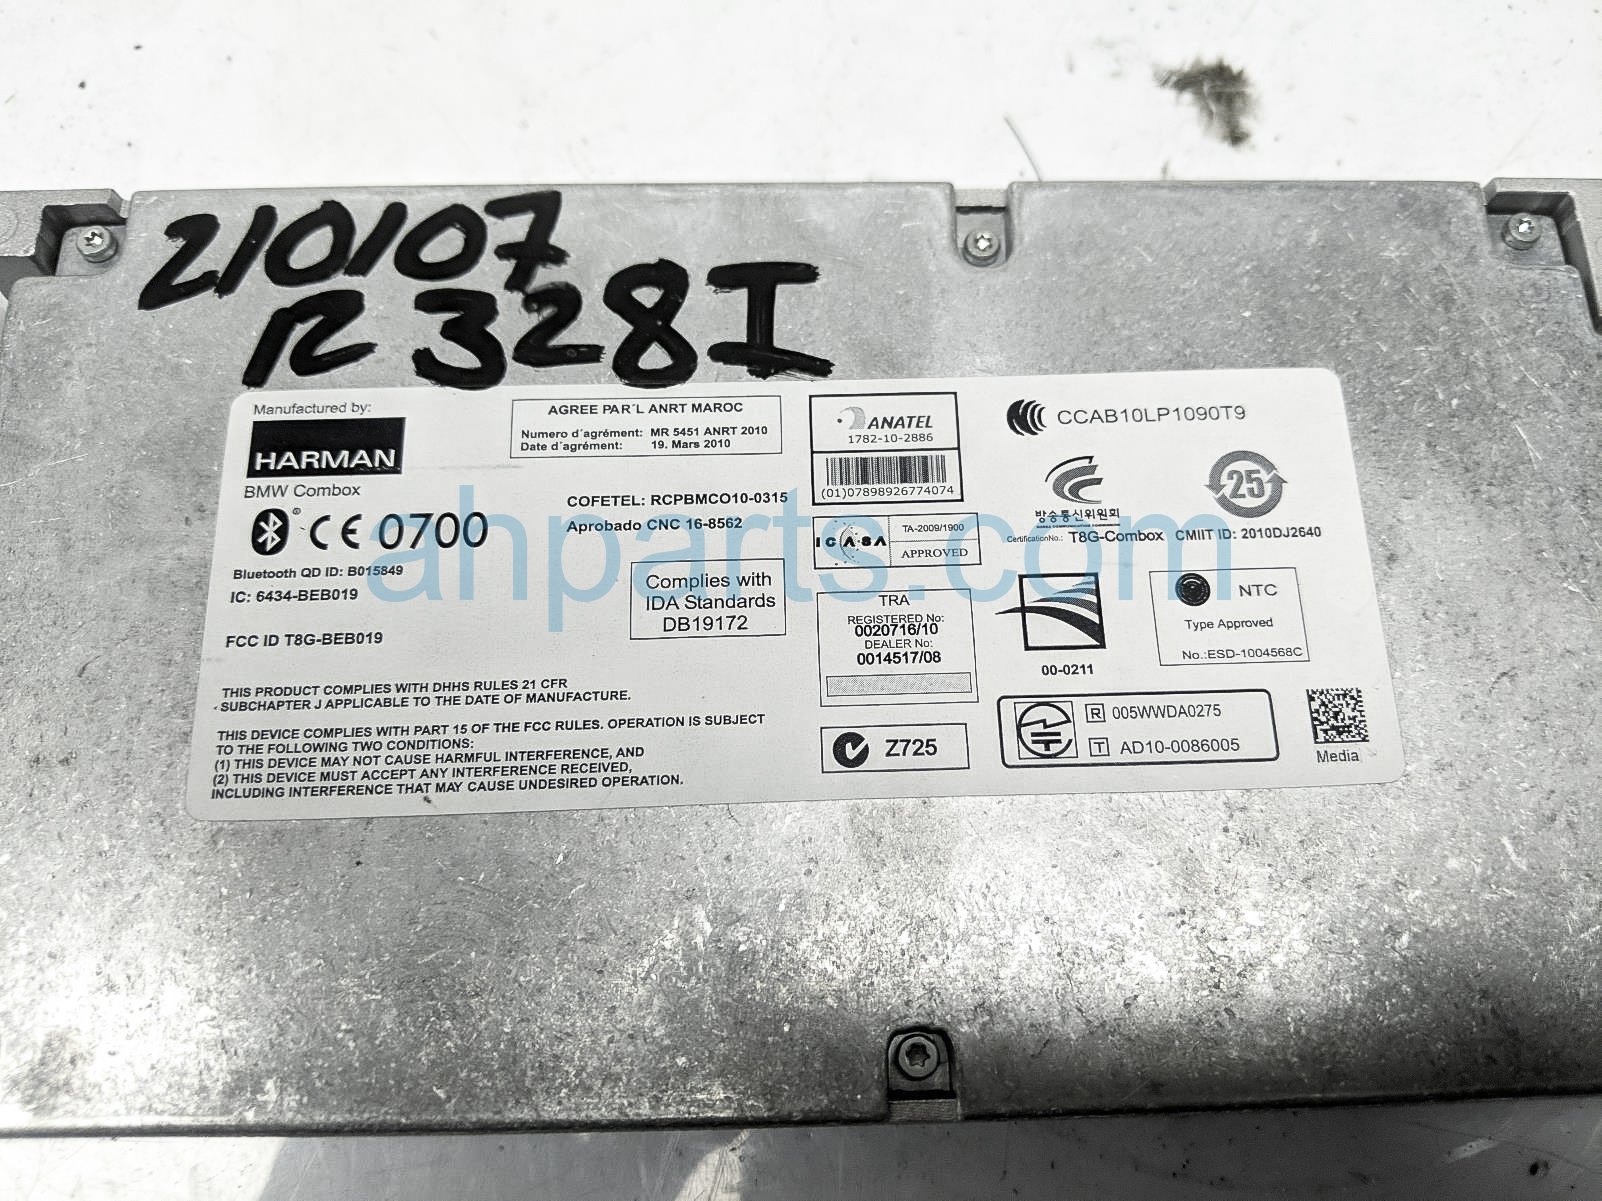 210107
R 328I
Manufactured by:
HARMAN
BMW Combox
® CE 0700
Bluetooth QD ID: B015849
IC: 6434-BEB019
FCC ID T8G-BEB019
THIS PRODUCT COMPLIES WITH DHHS RULES 21 CFR
SUBCHAPTER J APPLICABLE TO THE DATE OF MANUFACTURE.
THIS DEVICE COMPLIES WITH PART 15 OF THE FCC RULES. OPERATION IS SUBJECT
TO THE FOLLOWING TWO CONDITIONS:
(1) THIS DEVICE MAY NOT CAUSE HARMFUL INTERFERENCE, AND
(2) THIS DEVICE MUST ACCEPT ANY INTERFERENCE RECEIVED,
INCLUDING INTERFERENCE THAT MAY CAUSE UNDESIRED OPERATION.
AGREE PAR´L ANRT MAROC
Numero d´agrément: MR 5451 ANRT 2010
Date d´agrément: 19. Mars 2010
COFETEL: RCPBMCO10-0315
Aprobado CNC 16-8562
Complies with
IDA Standards
DB19172
ANATEL
1782-10-2886
(01)07898926774074
ICASA
TA-2009/1900
APPROVED
TRA
REGISTERED No:
0020716/10
DEALER No:
0014517/08
Z725
CCAB10LP1090T9
방송통신위원회
KOREA COMMUNICATIONS COMMISSION
25
CertificationNo.: T8G-Combox CMIIT ID: 2010DJ2640
00-0211
NTC
Type Approved
No.:ESD-1004568C
R 005WWDA0275
T AD10-0086005
Media
ahparts.com